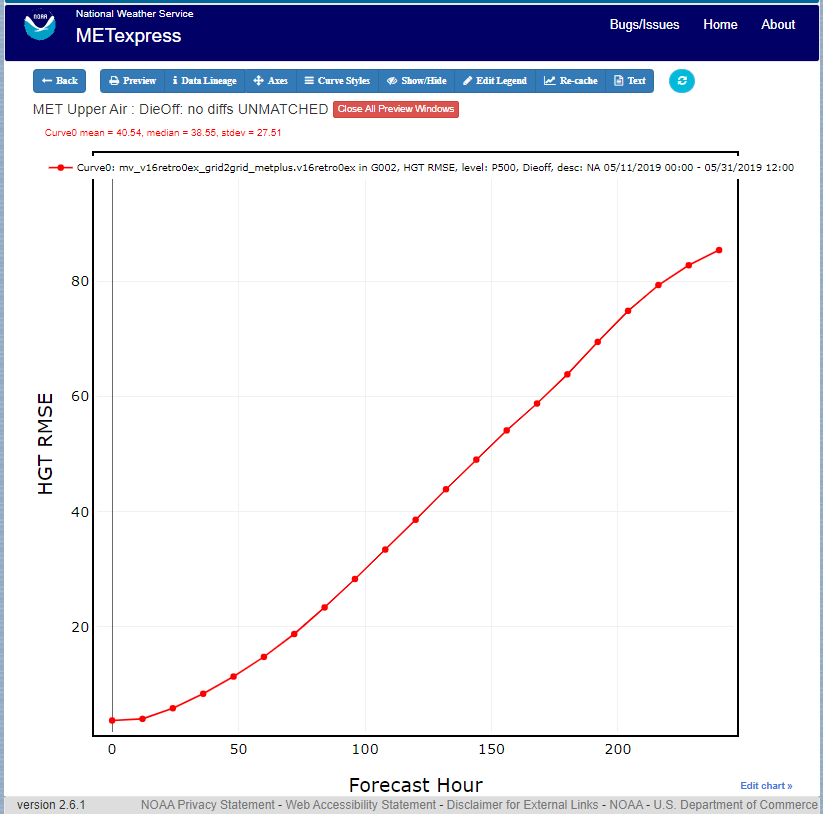 NOAA
National Weather Service
METexpress
Bugs/Issues Home About
Back Preview Data Lineage Axes Curve Styles Show/Hide Edit Legend Re-cache Text
MET Upper Air : DieOff: no diffs UNMATCHED Close All Preview Windows
Curve0 mean = 40.54, median = 38.55, stdev = 27.51
Curve0: mv_v16retro0ex_grid2grid_metplus.v16retro0ex in G002, HGT RMSE, level: P500, Dieoff, desc: NA 05/11/2019 00:00 - 05/31/2019 12:00
80
60
40
20
HGT RMSE
0 50 100 150 200
Forecast Hour
Edit chart »
version 2.6.1 NOAA Privacy Statement - Web Accessibility Statement - Disclaimer for External Links - NOAA - U.S. Department of Commerce